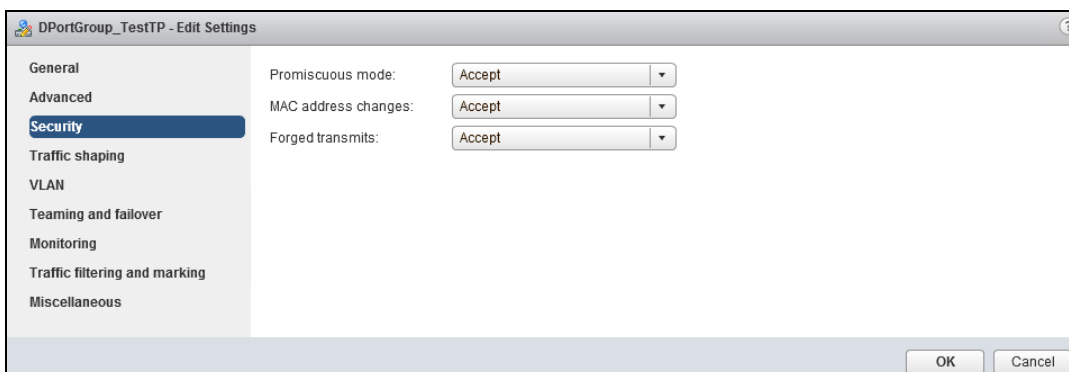 DPortGroup_TestTP - Edit Settings
?
General
Advanced
Security
Traffic shaping
VLAN
Teaming and failover
Monitoring
Traffic filtering and marking
Miscellaneous
Promiscuous mode: Accept
MAC address changes: Accept
Forged transmits: Accept
OK Cancel